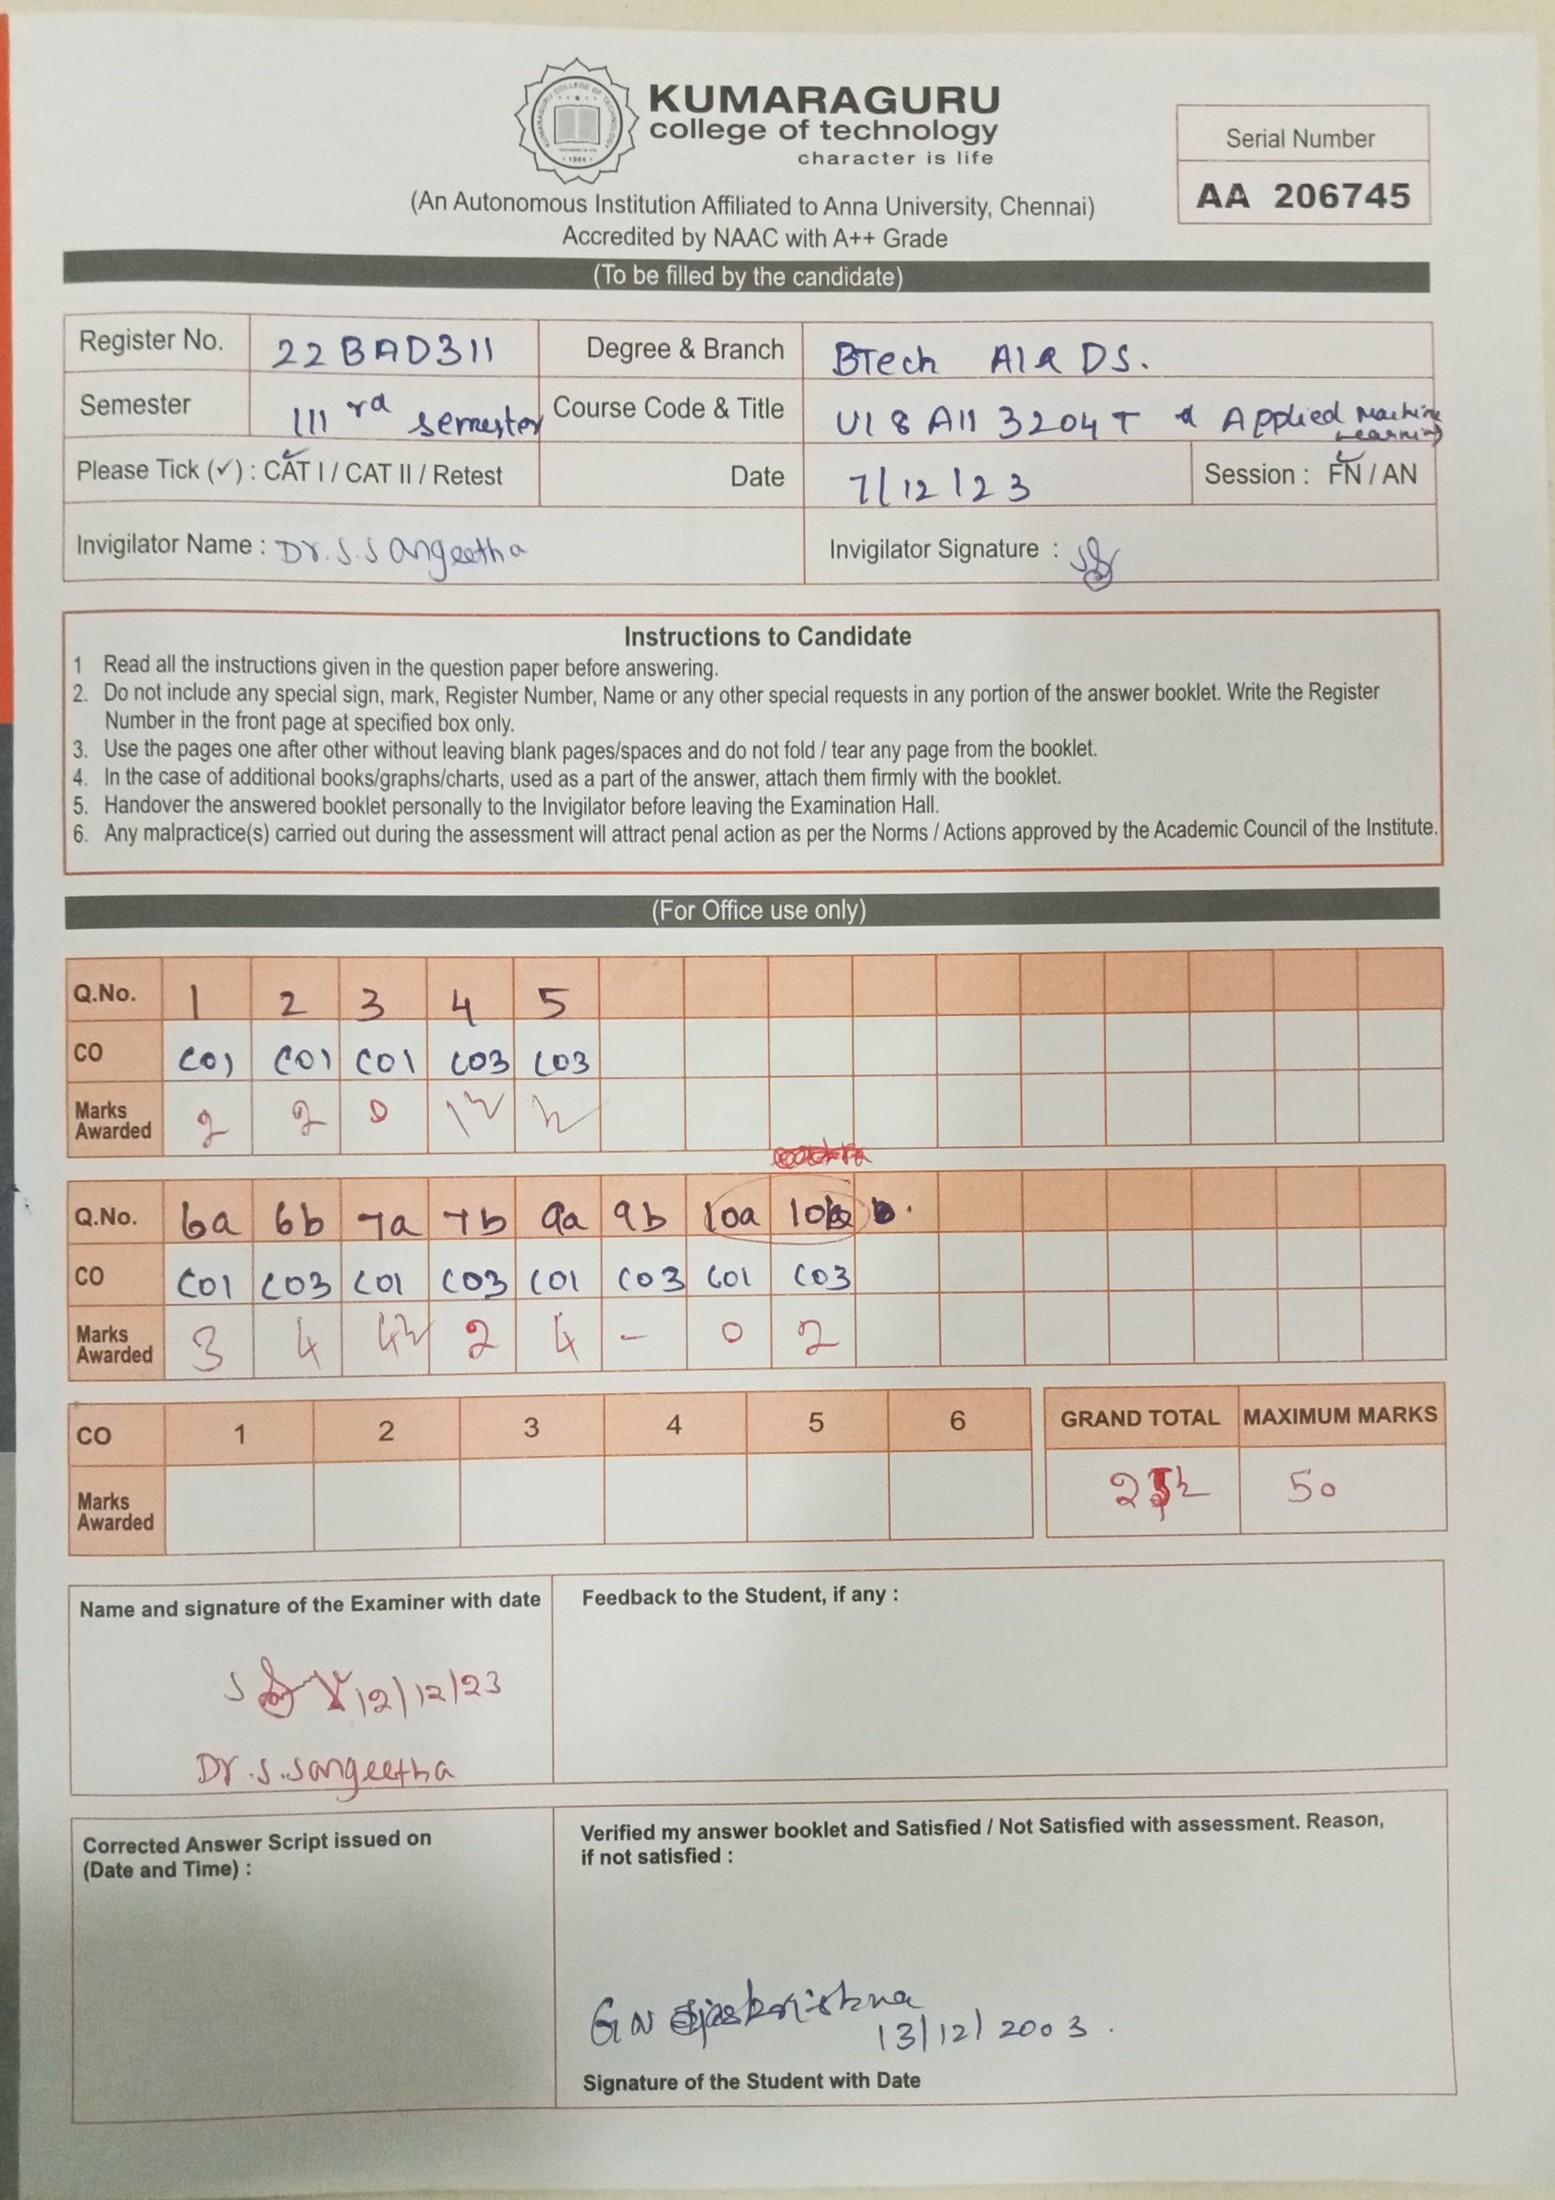 KUMARAGURU
college of technology
character is life
Serial Number
AA 206745
(An Autonomous Institution Affiliated to Anna University, Chennai)
Accredited by NAAC with A++ Grade
(To be filled by the candidate)
Register No. 22BAD311 Degree & Branch BTech AI & DS.
Semester IIIrd semester Course Code & Title U18AII3204T & Applied Machine Learning
Please Tick (✓) : CAT I / CAT II / Retest Date 7/12/23 Session : FN / AN
Invigilator Name : Dr.S.Sangeetha Invigilator Signature :
Instructions to Candidate
1 Read all the instructions given in the question paper before answering.
2. Do not include any special sign, mark, Register Number, Name or any other special requests in any portion of the answer booklet. Write the Register
Number in the front page at specified box only.
3. Use the pages one after other without leaving blank pages/spaces and do not fold / tear any page from the booklet.
4. In the case of additional books/graphs/charts, used as a part of the answer, attach them firmly with the booklet.
5. Handover the answered booklet personally to the Invigilator before leaving the Examination Hall.
6. Any malpractice(s) carried out during the assessment will attract penal action as per the Norms / Actions approved by the Academic Council of the Institute.
(For Office use only)
Q.No. 1 2 3 4 5
CO CO1 CO1 CO1 CO3 CO3
Marks Awarded 2 2 0 1½ ½
Q.No. 6a 6b 7a 7b 9a 9b 10a 10b
CO CO1 CO3 CO1 CO3 CO1 CO3 CO1 CO3
Marks Awarded 3 4 4½ 2 4 - 0 2
CO 1 2 3 4 5 6 GRAND TOTAL MAXIMUM MARKS
Marks Awarded 50
Name and signature of the Examiner with date
12/12/23
Dr.S.Sangeetha
Feedback to the Student, if any :
Corrected Answer Script issued on
(Date and Time) :
Verified my answer booklet and Satisfied / Not Satisfied with assessment. Reason,
if not satisfied :
G N
13/12/2003.
Signature of the Student with Date